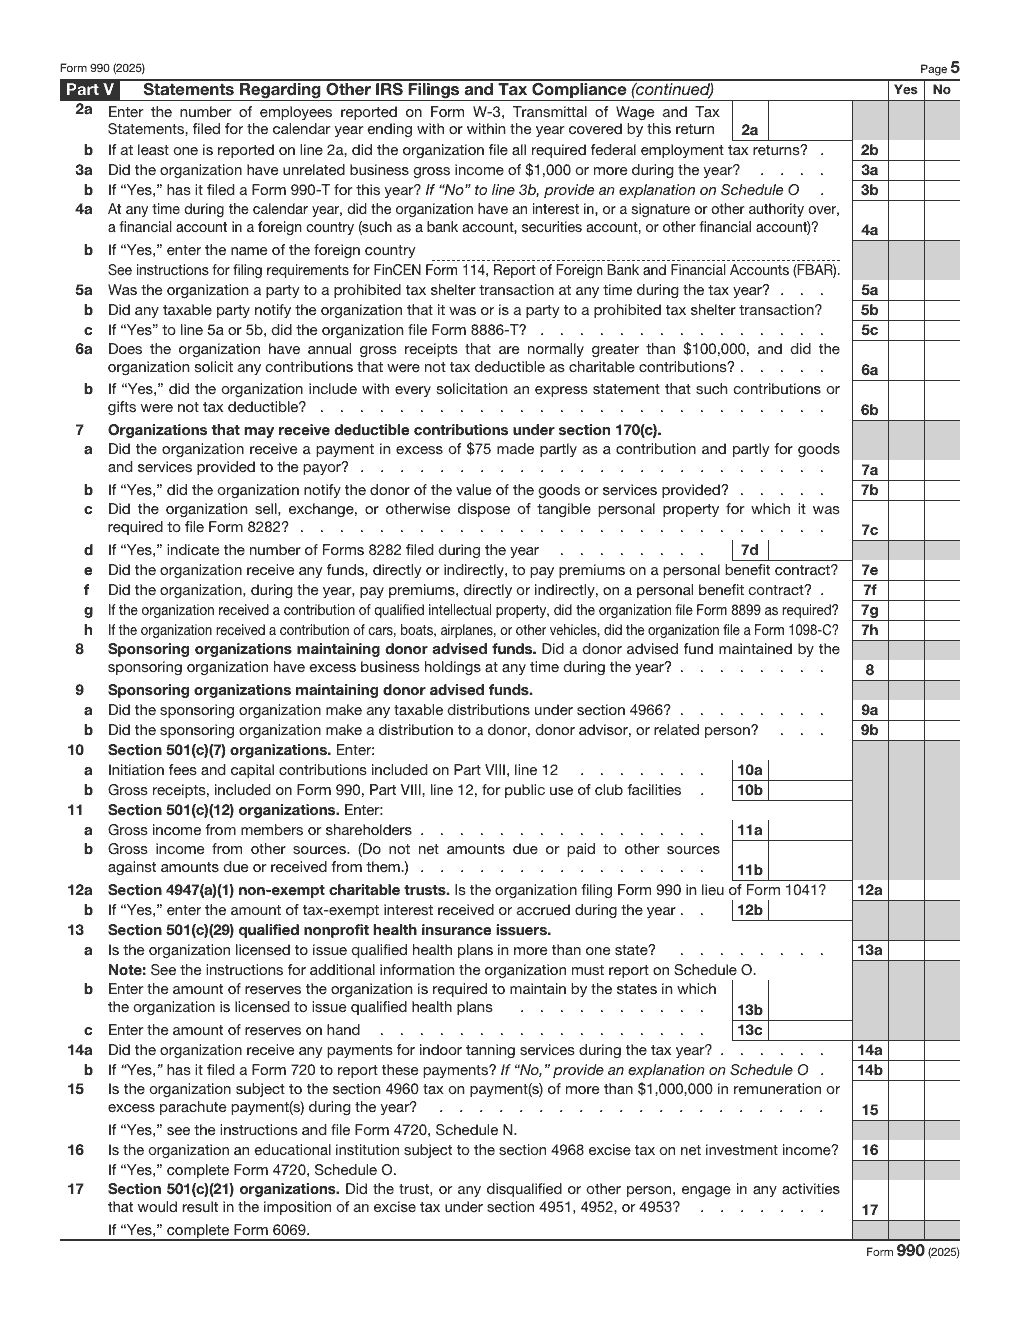 Form 990 (2025) Page 5
Part V Statements Regarding Other IRS Filings and Tax Compliance (continued) Yes No
2a Enter the number of employees reported on Form W-3, Transmittal of Wage and Tax
Statements, filed for the calendar year ending with or within the year covered by this return 2a
b If at least one is reported on line 2a, did the organization file all required federal employment tax returns? . 2b
3a Did the organization have unrelated business gross income of $1,000 or more during the year? . . . . 3a
b If “Yes,” has it filed a Form 990-T for this year? If “No” to line 3b, provide an explanation on Schedule O . 3b
4a At any time during the calendar year, did the organization have an interest in, or a signature or other authority over,
a financial account in a foreign country (such as a bank account, securities account, or other financial account)? 4a
b If “Yes,” enter the name of the foreign country
See instructions for filing requirements for FinCEN Form 114, Report of Foreign Bank and Financial Accounts (FBAR).
5a Was the organization a party to a prohibited tax shelter transaction at any time during the tax year? . . . 5a
b Did any taxable party notify the organization that it was or is a party to a prohibited tax shelter transaction? 5b
c If “Yes” to line 5a or 5b, did the organization file Form 8886-T? . . . . . . . . . . . . . . . 5c
6a Does the organization have annual gross receipts that are normally greater than $100,000, and did the
organization solicit any contributions that were not tax deductible as charitable contributions? . . . . . 6a
b If “Yes,” did the organization include with every solicitation an express statement that such contributions or
gifts were not tax deductible? . . . . . . . . . . . . . . . . . . . . . . 6b
7 Organizations that may receive deductible contributions under section 170(c).
a Did the organization receive a payment in excess of $75 made partly as a contribution and partly for goods
and services provided to the payor? . . . . . . . . . . . . . . . . . . . . 7a
b If “Yes,” did the organization notify the donor of the value of the goods or services provided? . . . . . 7b
c Did the organization sell, exchange, or otherwise dispose of tangible personal property for which it was
required to file Form 8282? . . . . . . . . . . . . . . . . . . . . . . . 7c
d If “Yes,” indicate the number of Forms 8282 filed during the year . . . . . . . 7d
e Did the organization receive any funds, directly or indirectly, to pay premiums on a personal benefit contract? 7e
f Did the organization, during the year, pay premiums, directly or indirectly, on a personal benefit contract? . 7f
g If the organization received a contribution of qualified intellectual property, did the organization file Form 8899 as required? 7g
h If the organization received a contribution of cars, boats, airplanes, or other vehicles, did the organization file a Form 1098-C? 7h
8 Sponsoring organizations maintaining donor advised funds. Did a donor advised fund maintained by the
sponsoring organization have excess business holdings at any time during the year? . . . . . . . 8
9 Sponsoring organizations maintaining donor advised funds.
a Did the sponsoring organization make any taxable distributions under section 4966? . . . . . . . 9a
b Did the sponsoring organization make a distribution to a donor, donor advisor, or related person? . . . 9b
10 Section 501(c)(7) organizations. Enter:
a Initiation fees and capital contributions included on Part VIII, line 12 . . . . . . 10a
b Gross receipts, included on Form 990, Part VIII, line 12, for public use of club facilities . 10b
11 Section 501(c)(12) organizations. Enter:
a Gross income from members or shareholders . . . . . . . . . . . . . 11a
b Gross income from other sources. (Do not net amounts due or paid to other sources
against amounts due or received from them.) . . . . . . . . . . . . . 11b
12a Section 4947(a)(1) non-exempt charitable trusts. Is the organization filing Form 990 in lieu of Form 1041? 12a
b If “Yes,” enter the amount of tax-exempt interest received or accrued during the year . . 12b
13 Section 501(c)(29) qualified nonprofit health insurance issuers.
a Is the organization licensed to issue qualified health plans in more than one state? . . . . . . . 13a
Note: See the instructions for additional information the organization must report on Schedule O.
b Enter the amount of reserves the organization is required to maintain by the states in which
the organization is licensed to issue qualified health plans . . . . . . . . . 13b
c Enter the amount of reserves on hand . . . . . . . . . . . . . . . 13c
14a Did the organization receive any payments for indoor tanning services during the tax year? . . . . . . 14a
b If “Yes,” has it filed a Form 720 to report these payments? If “No,” provide an explanation on Schedule O . 14b
15 Is the organization subject to the section 4960 tax on payment(s) of more than $1,000,000 in remuneration or
excess parachute payment(s) during the year? . . . . . . . . . . . . . . . . . 15
If “Yes,” see the instructions and file Form 4720, Schedule N.
16 Is the organization an educational institution subject to the section 4968 excise tax on net investment income? 16
If “Yes,” complete Form 4720, Schedule O.
17 Section 501(c)(21) organizations. Did the trust, or any disqualified or other person, engage in any activities
that would result in the imposition of an excise tax under section 4951, 4952, or 4953? . . . . . . . 17
If “Yes,” complete Form 6069.
Form 990 (2025)